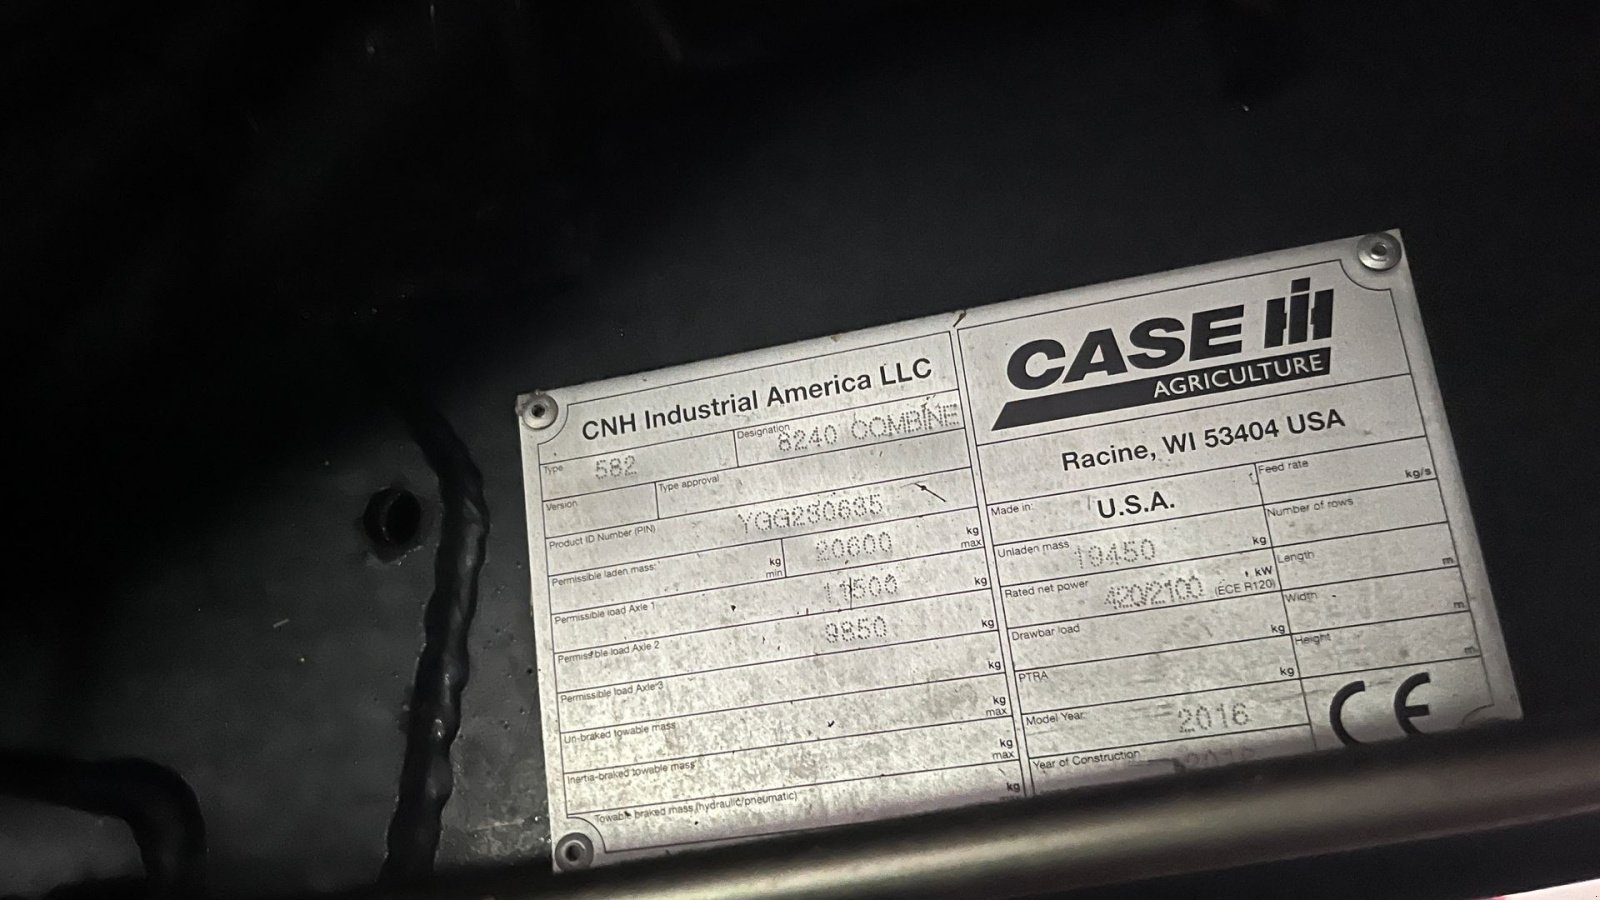 CNH Industrial America LLC
Type 582
Designation 8240 COMBINE
Version
Type approval
Product ID Number (PIN) YGG230635
Permissible laden mass: kg min 20600 kg max
Permissible load Axle 1 11500 kg
Permissible load Axle 2 9850 kg
Permissible load Axle 3 kg
Un-braked towable mass kg max
Inertia-braked towable mass kg max
Towable braked mass (hydraulic/pneumatic) kg
CASE IH
AGRICULTURE
Racine, WI 53404 USA
Made in: U.S.A.
Feed rate kg/s
Unladen mass 19450 kg
Number of rows
Rated net power 420/2100 kW (ECE R120)
Length m
Drawbar load kg
Width m
PTRA kg
Height m
Model Year 2016
Year of Construction
CE